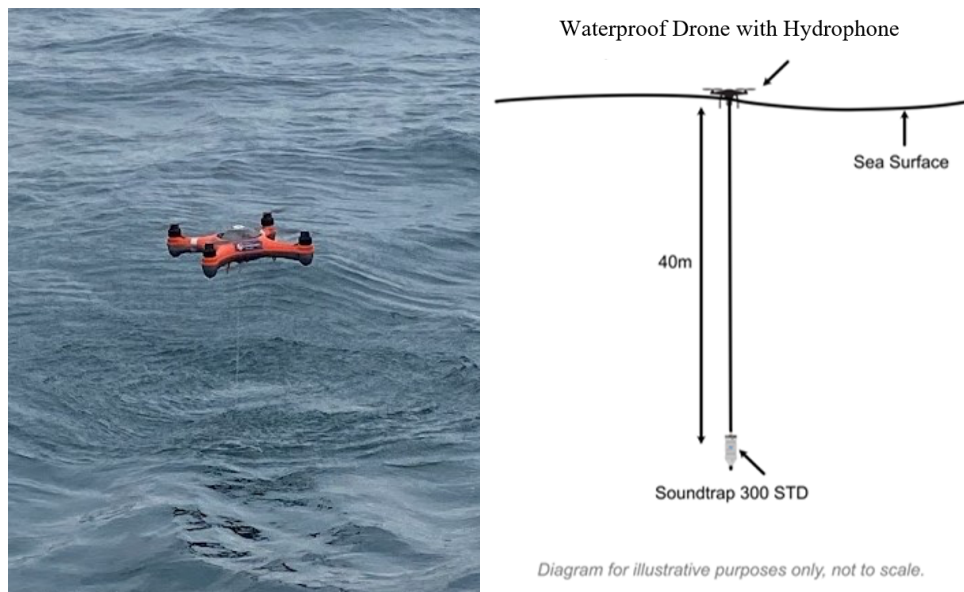 Waterproof Drone with Hydrophone
Sea Surface
40m
Soundtrap 300 STD
Diagram for illustrative purposes only, not to scale.